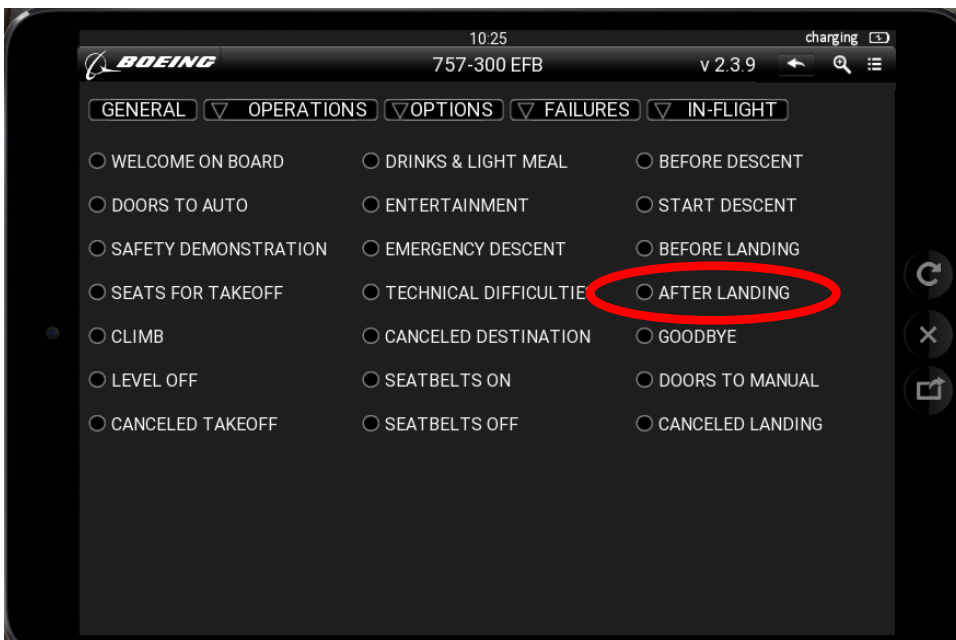 10:25
charging
BOEING
757-300 EFB
v 2.3.9
GENERAL
OPERATIONS
OPTIONS
FAILURES
IN-FLIGHT
WELCOME ON BOARD
DRINKS & LIGHT MEAL
BEFORE DESCENT
DOORS TO AUTO
ENTERTAINMENT
START DESCENT
SAFETY DEMONSTRATION
EMERGENCY DESCENT
BEFORE LANDING
SEATS FOR TAKEOFF
TECHNICAL DIFFICULTIE
AFTER LANDING
CLIMB
CANCELED DESTINATION
GOODBYE
LEVEL OFF
SEATBELTS ON
DOORS TO MANUAL
CANCELED TAKEOFF
SEATBELTS OFF
CANCELED LANDING